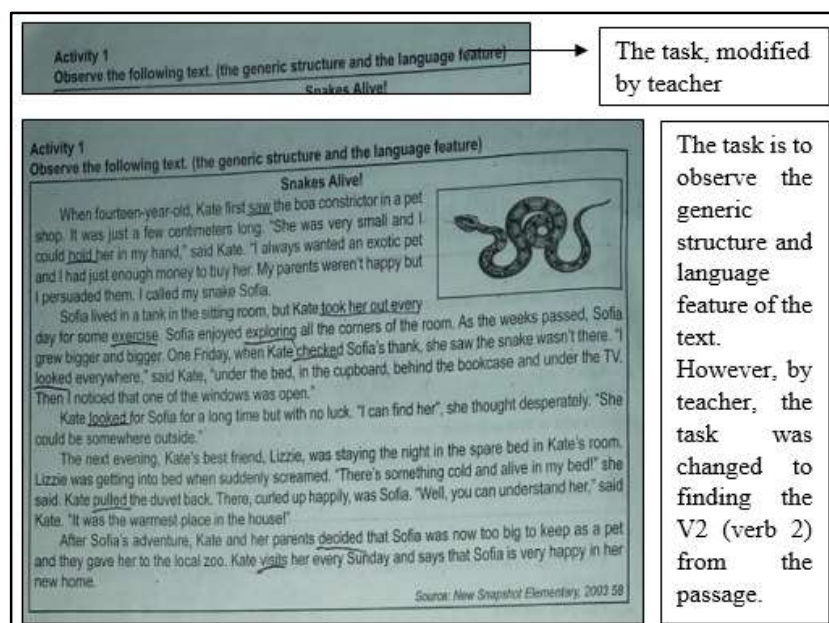 Activity 1
Observe the following text. (the generic structure and the language feature)
Snakes Alive!
The task, modified
by teacher
Activity 1
Observe the following text. (the generic structure and the language feature)
Snakes Alive!
When fourteen-year-old, Kate first saw the boa constrictor in a pet
shop. It was just a few centimeters long. "She was very small and I
could hold her in my hand," said Kate. "I always wanted an exotic pet
and I had just enough money to buy her. My parents weren't happy but
I persuaded them. I called my snake Sofia.
Sofia lived in a tank in the sitting room, but Kate took her out every
day for some exercise. Sofia enjoyed exploring all the corners of the room. As the weeks passed, Sofia
grew bigger and bigger. One Friday, when Kate checked Sofia's thank, she saw the snake wasn't there. "I
looked everywhere," said Kate, "under the bed, in the cupboard, behind the bookcase and under the TV.
Then I noticed that one of the windows was open."
Kate looked for Sofia for a long time but with no luck. "I can find her", she thought desperately. "She
could be somewhere outside."
The next evening, Kate's best friend, Lizzie, was staying the night in the spare bed in Kate's room.
Lizzie was getting into bed when suddenly screamed. "There's something cold and alive in my bed!" she
said. Kate pulled the duvet back. There, curled up happily, was Sofia. "Well, you can understand her," said
Kate. "It was the warmest place in the house!"
After Sofia's adventure, Kate and her parents decided that Sofia was now too big to keep as a pet
and they gave her to the local zoo. Kate visits her every Sunday and says that Sofia is very happy in her
new home.
Source: New Snapshot Elementary, 2003:58
The task is to
observe the
generic
structure and
language
feature of the
text.
However, by
teacher, the
task was
changed to
finding the
V2 (verb 2)
from the
passage.